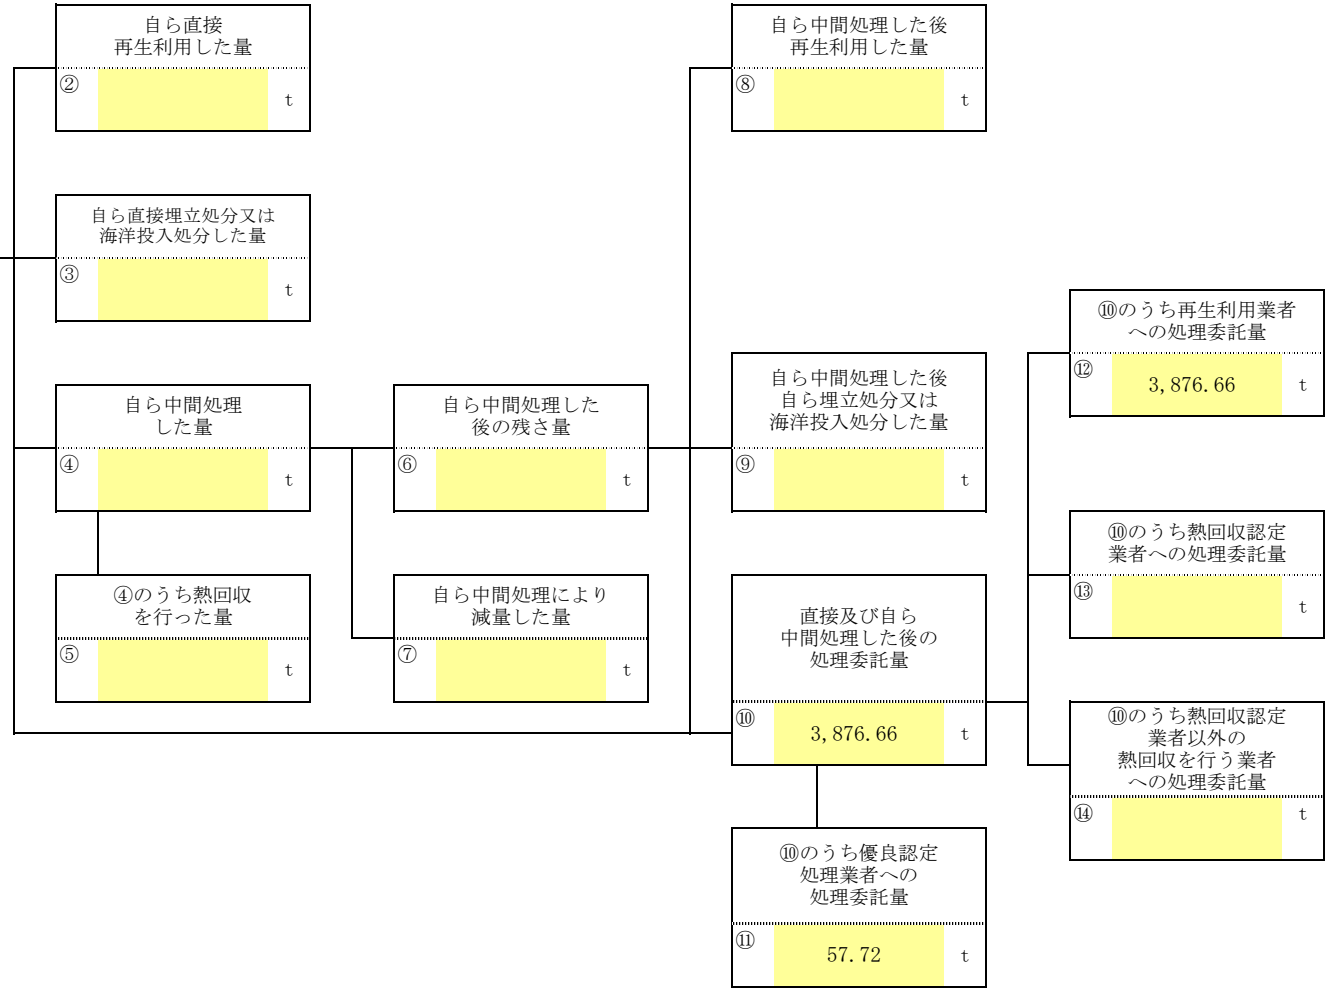 自ら直接
再生利用した量
②
t
自ら直接埋立処分又は
海洋投入処分した量
③
t
自ら中間処理
した量
④
t
④のうち熱回収
を行った量
⑤
t
自ら中間処理した
後の残さ量
⑥
t
自ら中間処理により
減量した量
⑦
t
自ら中間処理した後
再生利用した量
⑧
t
自ら中間処理した後
自ら埋立処分又は
海洋投入処分した量
⑨
t
直接及び自ら
中間処理した後の
処理委託量
⑩ 3,876.66 t
⑩のうち優良認定
処理業者への
処理委託量
⑪ 57.72 t
⑩のうち再生利用業者
への処理委託量
⑫ 3,876.66 t
⑩のうち熱回収認定
業者への処理委託量
⑬
t
⑩のうち熱回収認定
業者以外の
熱回収を行う業者
への処理委託量
⑭
t